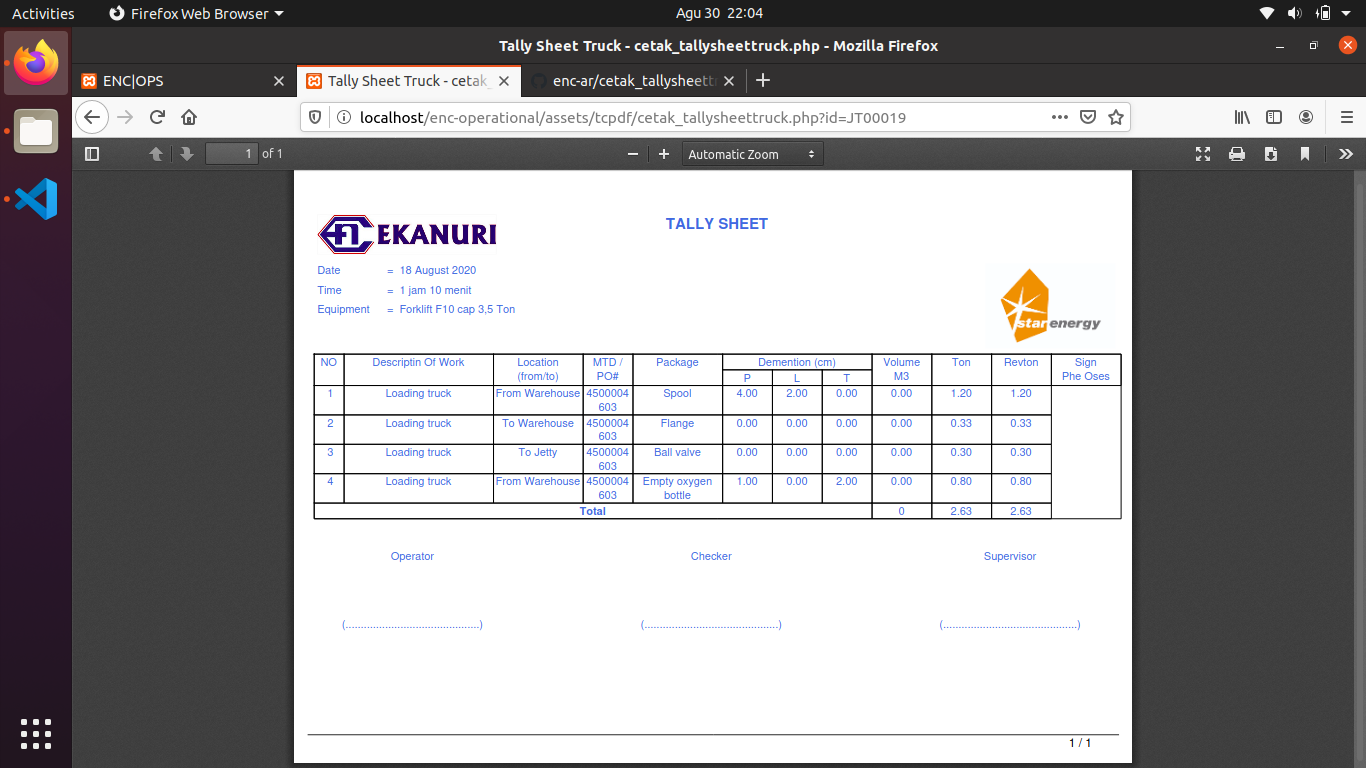 Activities Firefox Web Browser Agu 30 22:04
Tally Sheet Truck - cetak_tallysheettruck.php - Mozilla Firefox
ENC|OPS Tally Sheet Truck - cetak_ enc-ar/cetak_tallysheettr
localhost/enc-operational/assets/tcpdf/cetak_tallysheettruck.php?id=JT00019
1 of 1 Automatic Zoom
EKANURI
TALLY SHEET
Date = 18 August 2020
Time = 1 jam 10 menit
Equipment = Forklift F10 cap 3,5 Ton
star energy
NO Descriptin Of Work Location MTD / Package Demention (cm) Volume Ton Revton Sign
(from/to) PO# P L T M3 Phe Oses
1 Loading truck From Warehouse 4500004 Spool 4.00 2.00 0.00 0.00 1.20 1.20
603
2 Loading truck To Warehouse 4500004 Flange 0.00 0.00 0.00 0.00 0.33 0.33
603
3 Loading truck To Jetty 4500004 Ball valve 0.00 0.00 0.00 0.00 0.30 0.30
603
4 Loading truck From Warehouse 4500004 Empty oxygen 1.00 0.00 2.00 0.00 0.80 0.80
603 bottle
Total 0 2.63 2.63
Operator Checker Supervisor
(............................................) (............................................) (............................................)
1 / 1